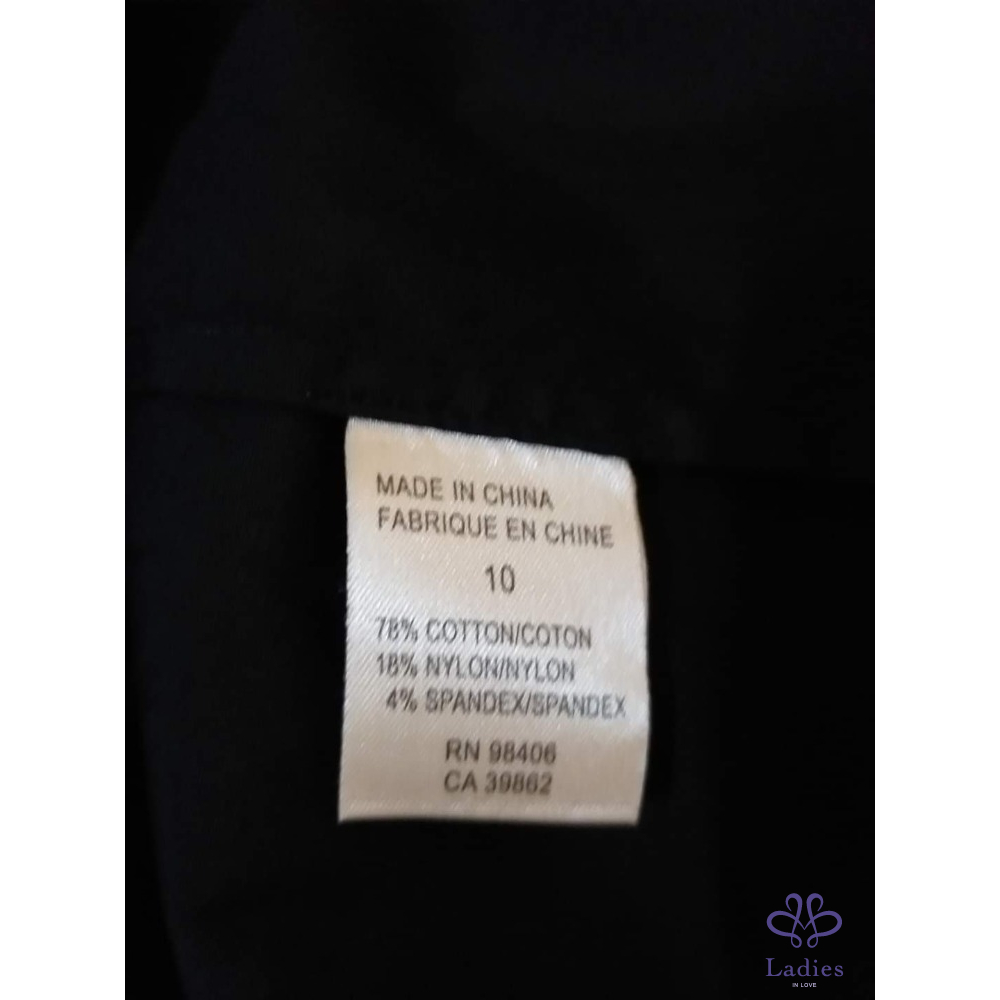 MADE IN CHINA
FABRIQUE EN CHINE
10
78% COTTON/COTON
18% NYLON/NYLON
4% SPANDEX/SPANDEX
RN 98406
CA 39862
Ladies
IN LOVE